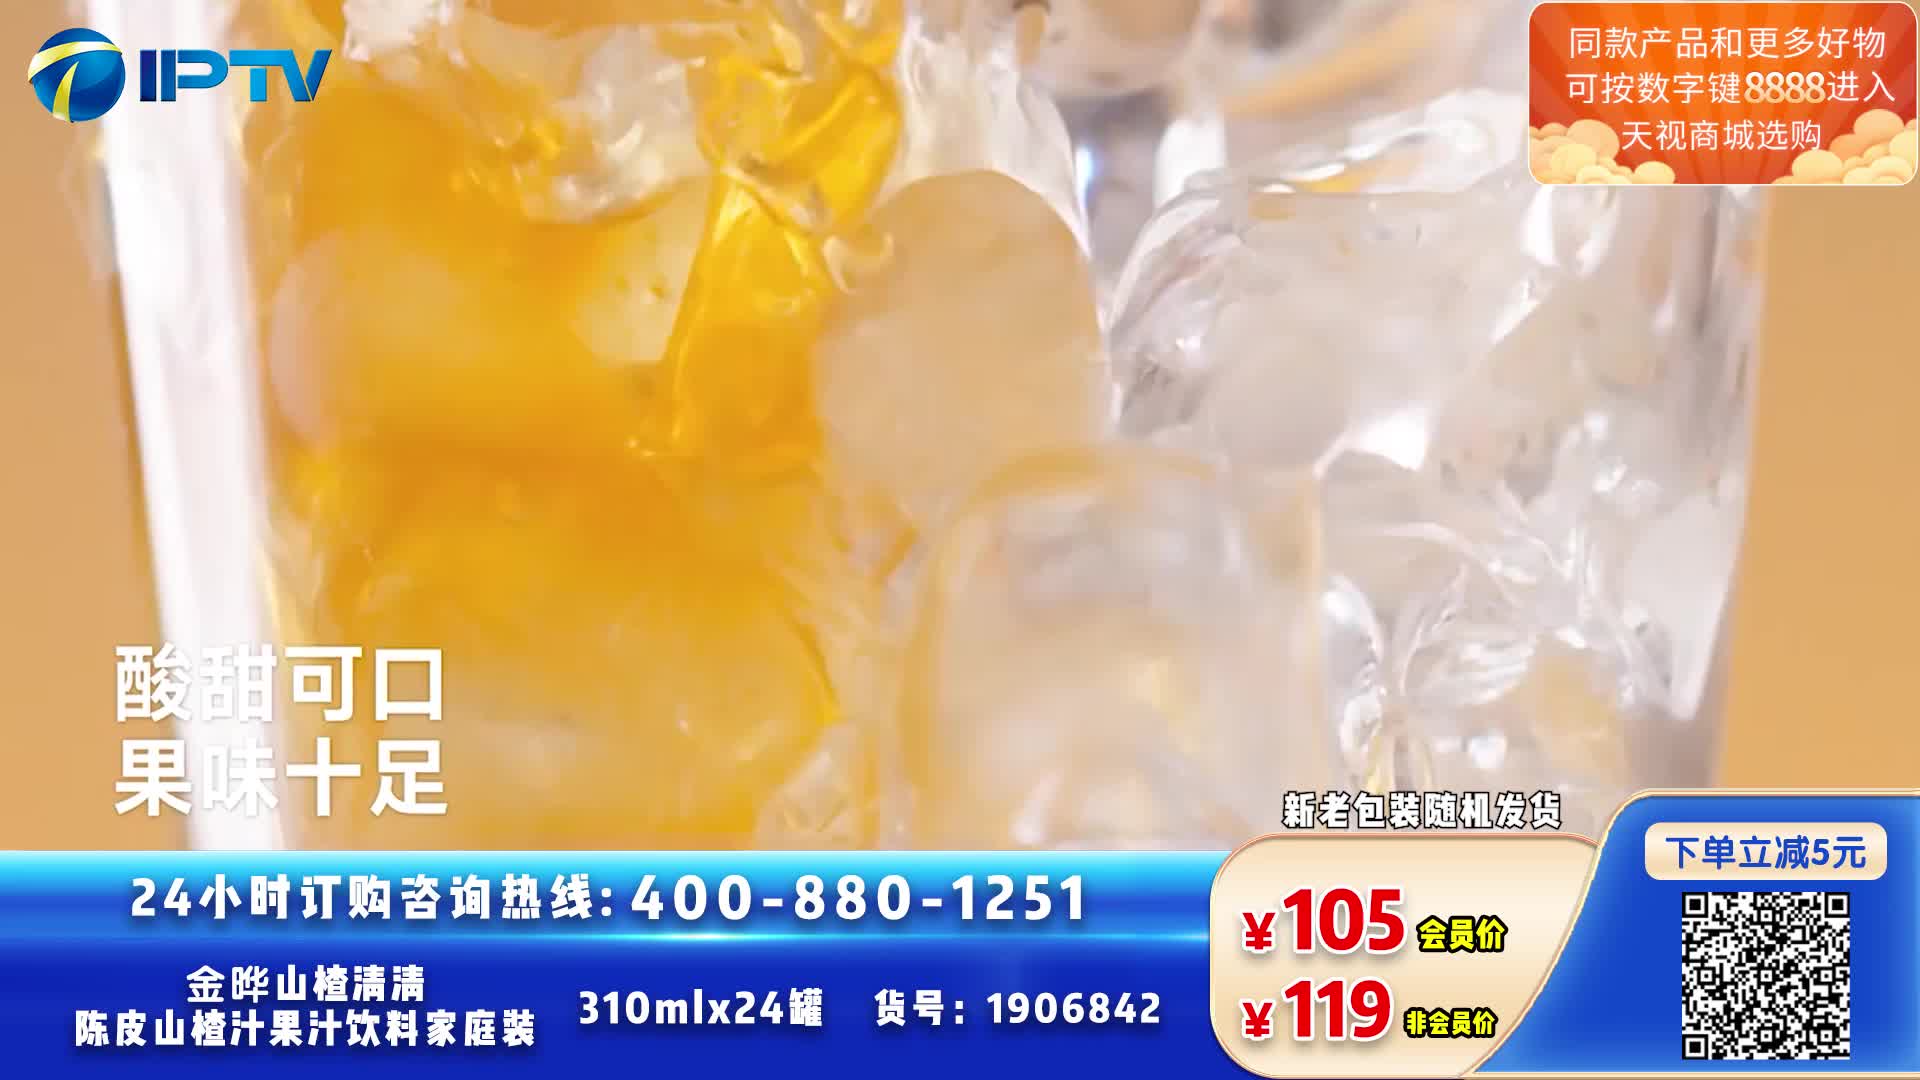 IPTV
同款产品和更多好物
可按数字键8888进入
天视商城选购
酸甜可口
果味十足
新老包装随机发货
下单立减5元
24小时订购咨询热线:400-880-1251
¥105 会员价
¥119 非会员价
金晔山楂清清
陈皮山楂汁果汁饮料家庭装
310mlx24罐
货号：1906842